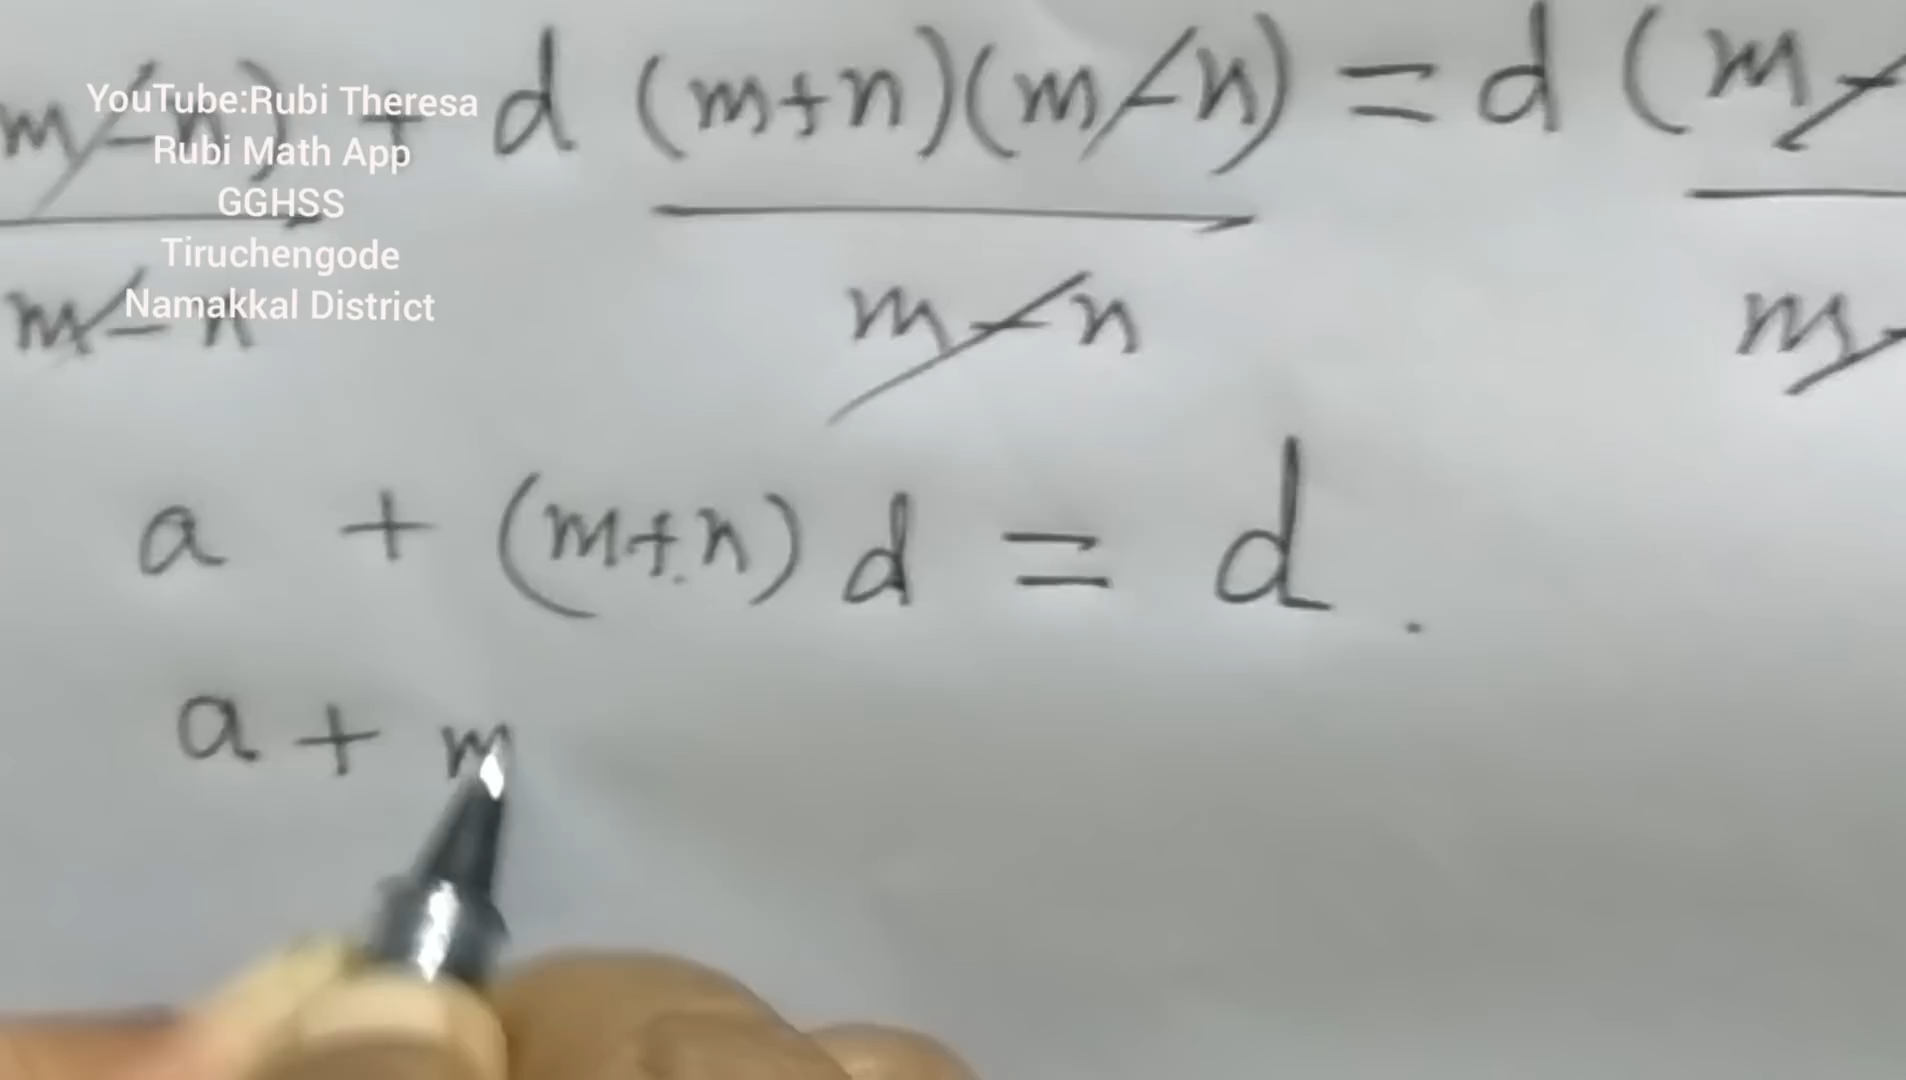 YouTube:Rubi Theresa
Rubi Math App
GGHSS
Tiruchengode
Namakkal District
m-n) + d (m+n)(m-n) = d (m-
m-n m-n m-
a + (m+n) d = d.
a + m